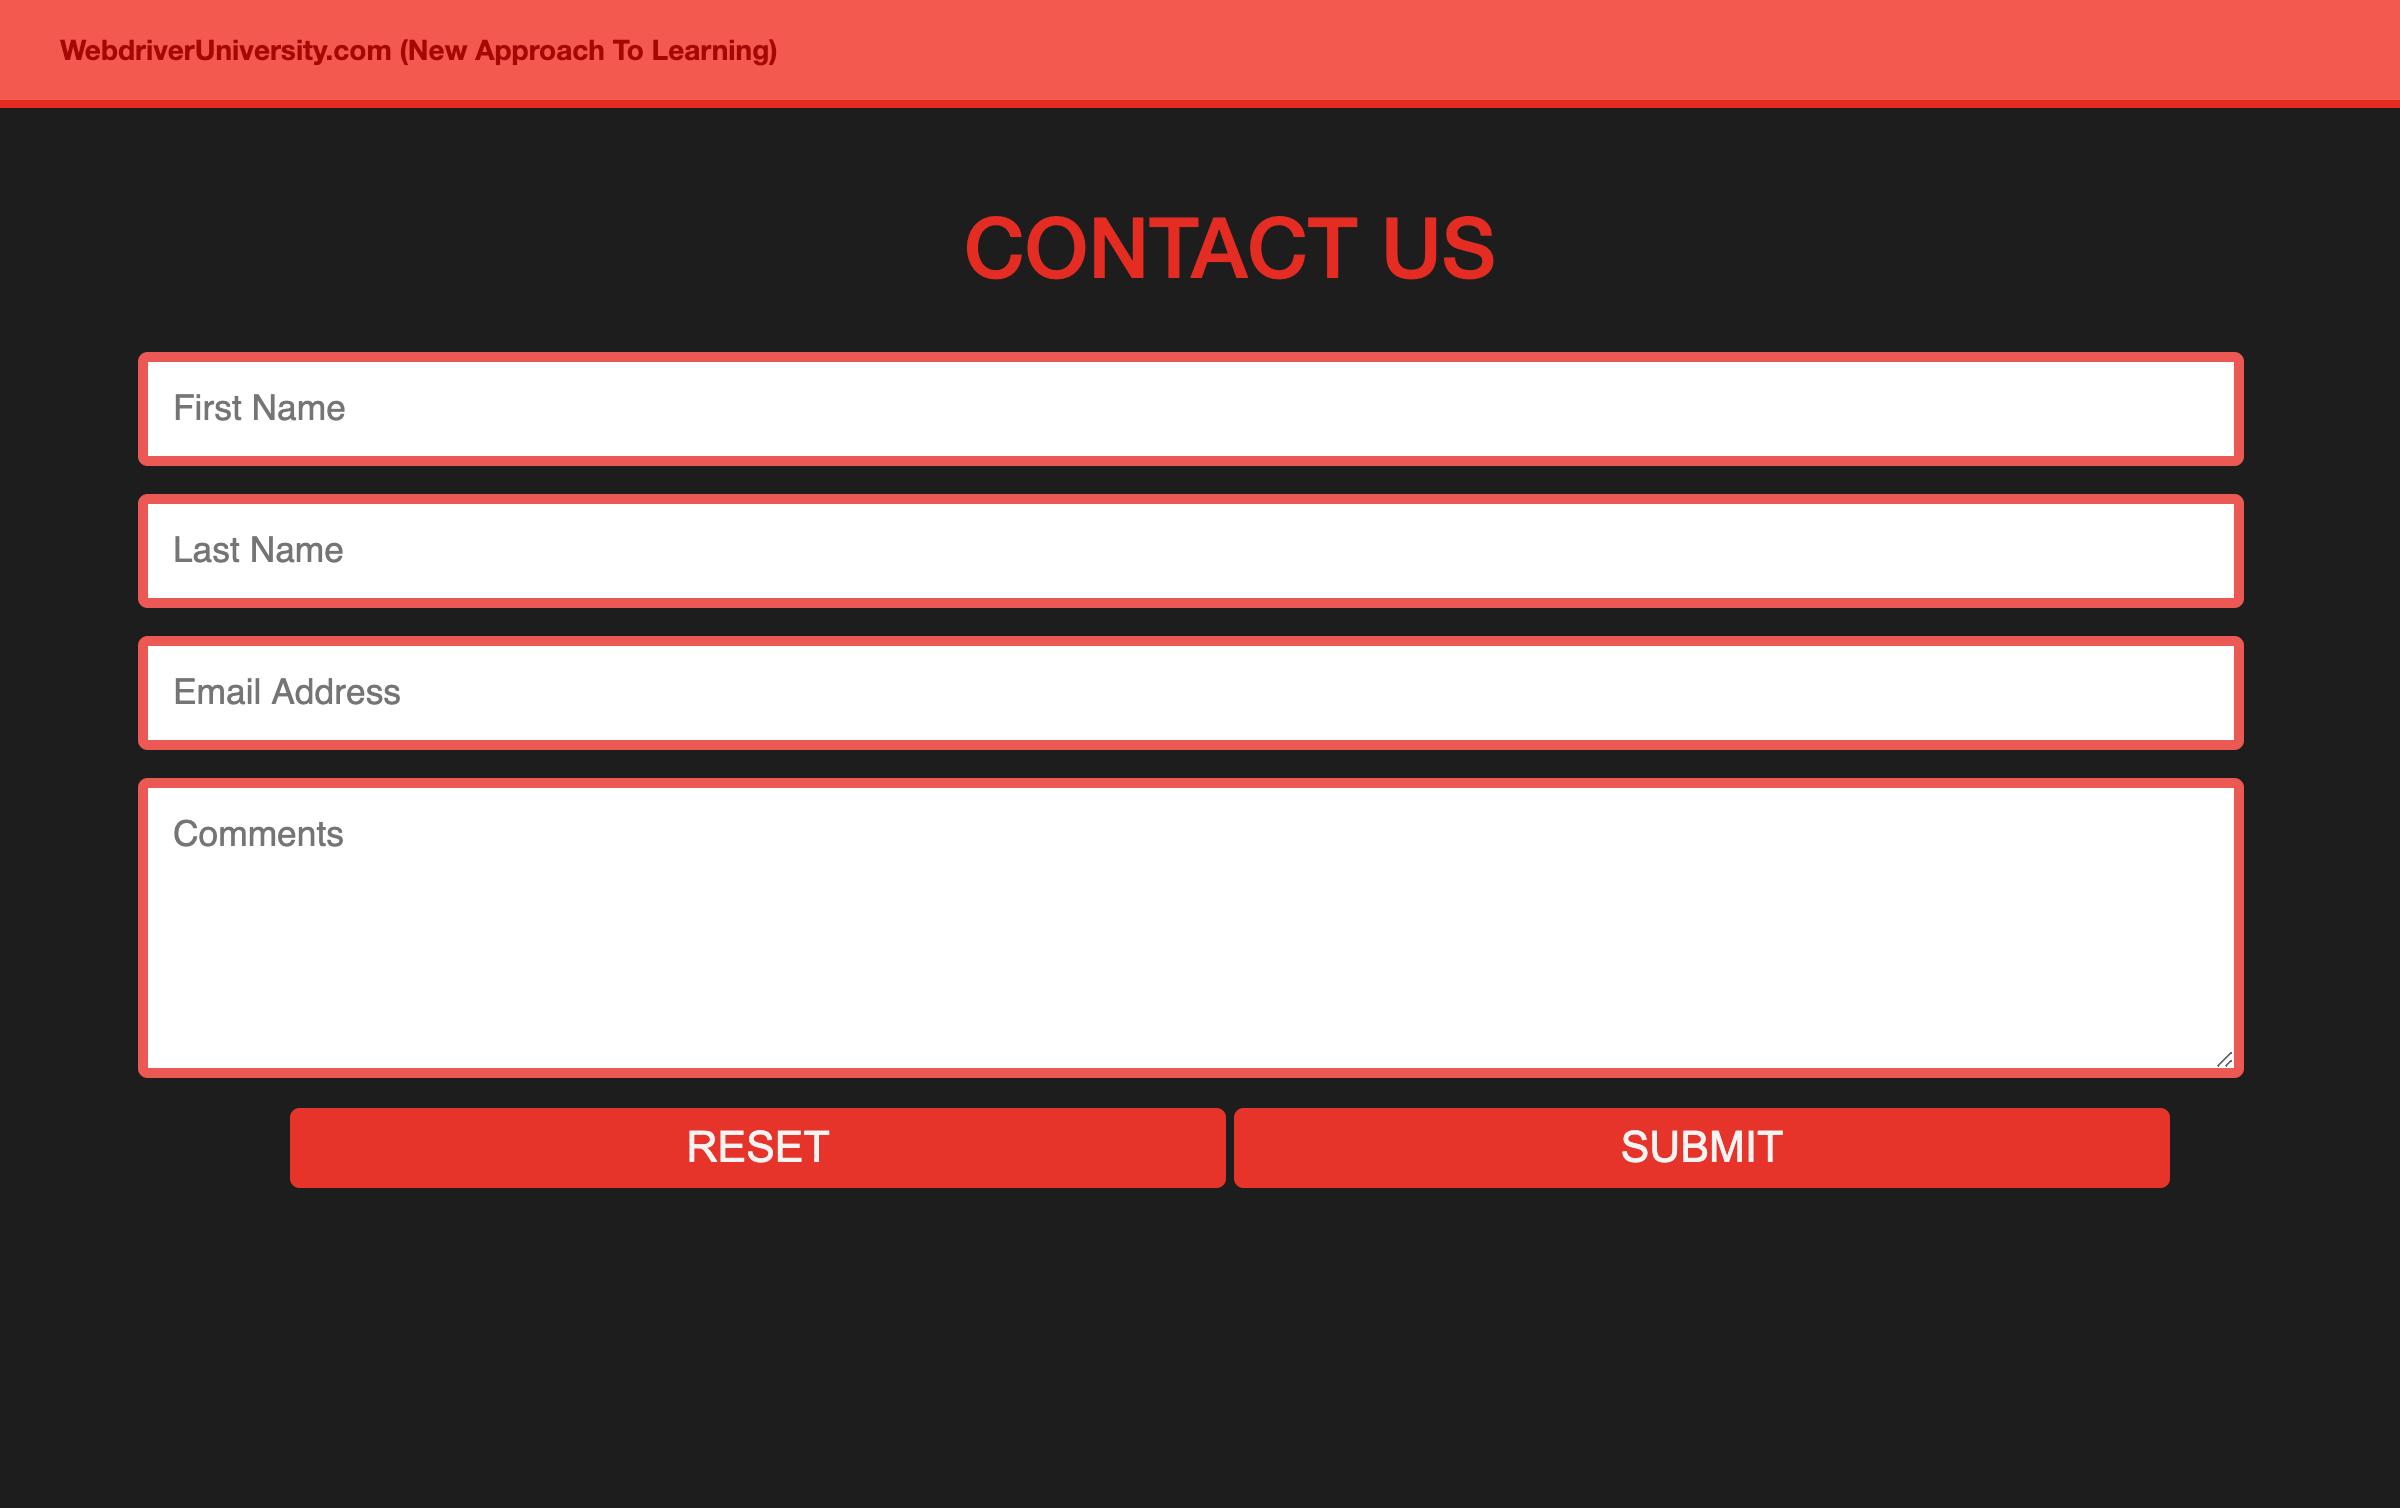 WebdriverUniversity.com (New Approach To Learning)
CONTACT US
First Name
Last Name
Email Address
Comments
RESET
SUBMIT